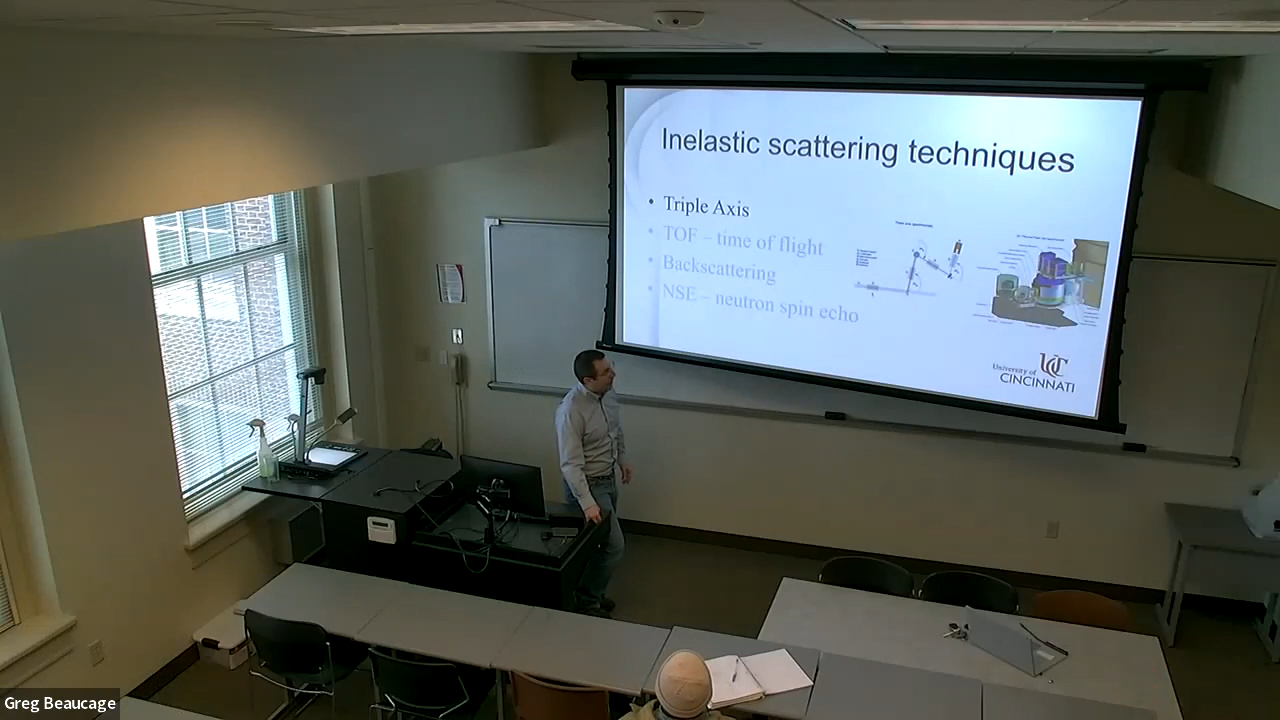 Inelastic scattering techniques
• Triple Axis
• TOF – time of flight
• Backscattering
• NSE – neutron spin echo
University of
CINCINNATI
Greg Beaucage